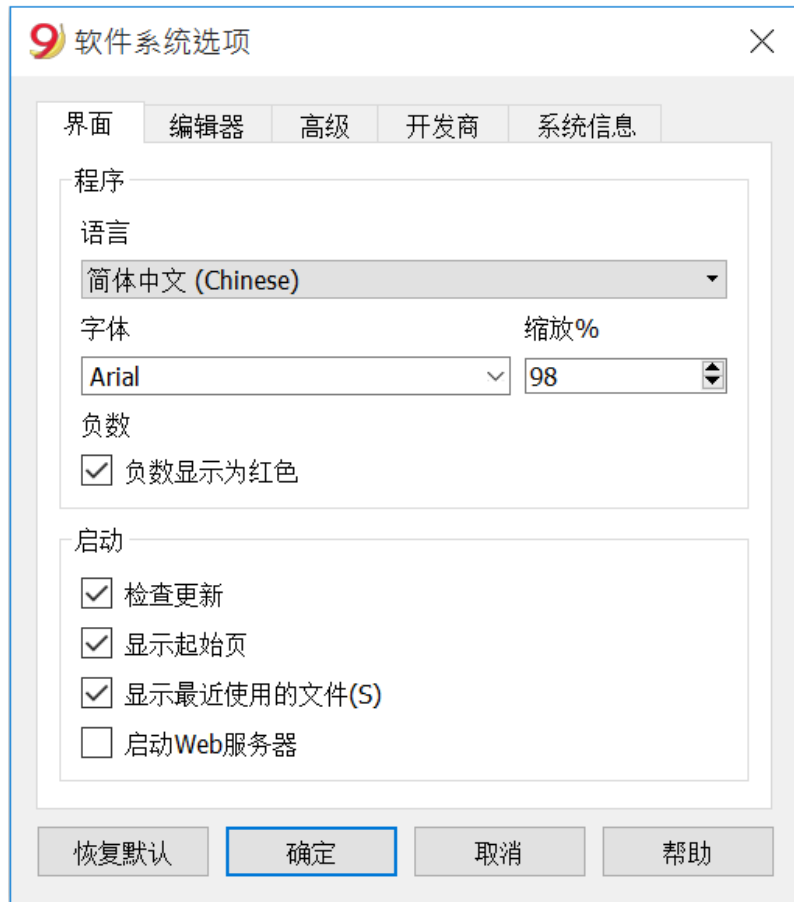 9 软件系统选项
界面 编辑器 高级 开发商 系统信息
程序
语言
简体中文 (Chinese)
字体 缩放%
Arial 98
负数
负数显示为红色
启动
检查更新
显示起始页
显示最近使用的文件(S)
启动Web服务器
恢复默认 确定 取消 帮助